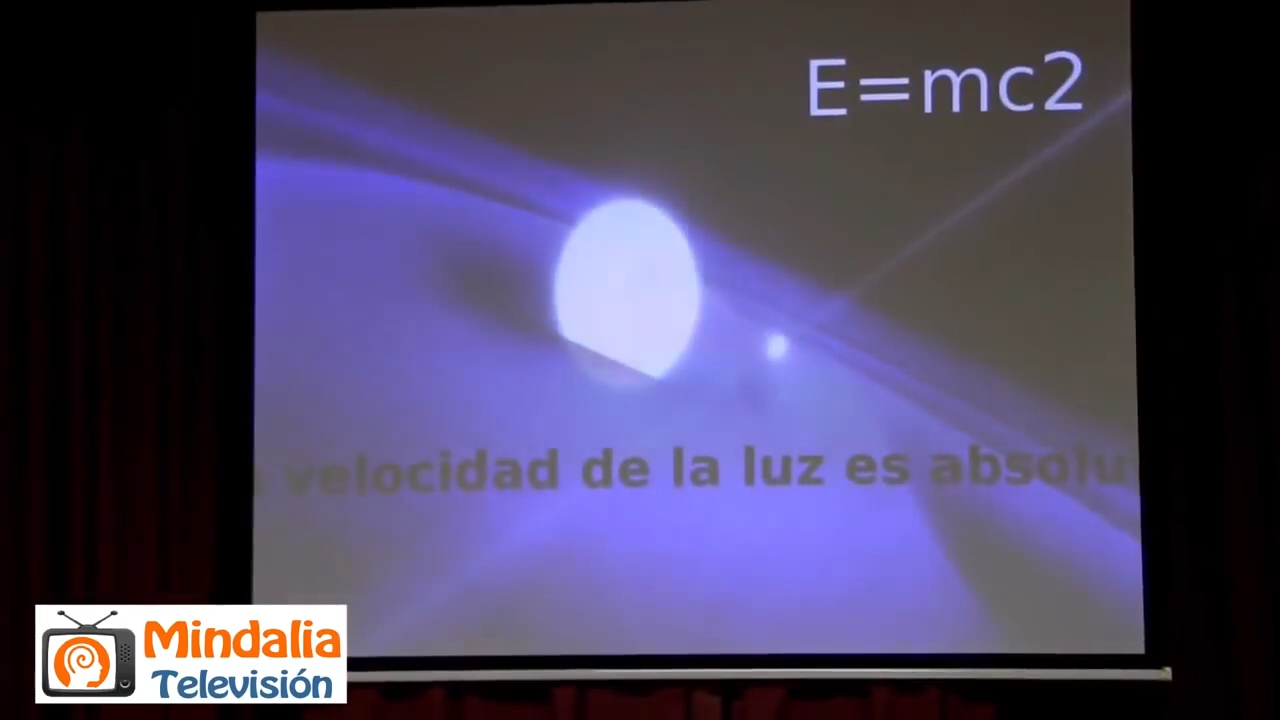 E=mc2
velocidad de la luz es
Mindalia
Televisión